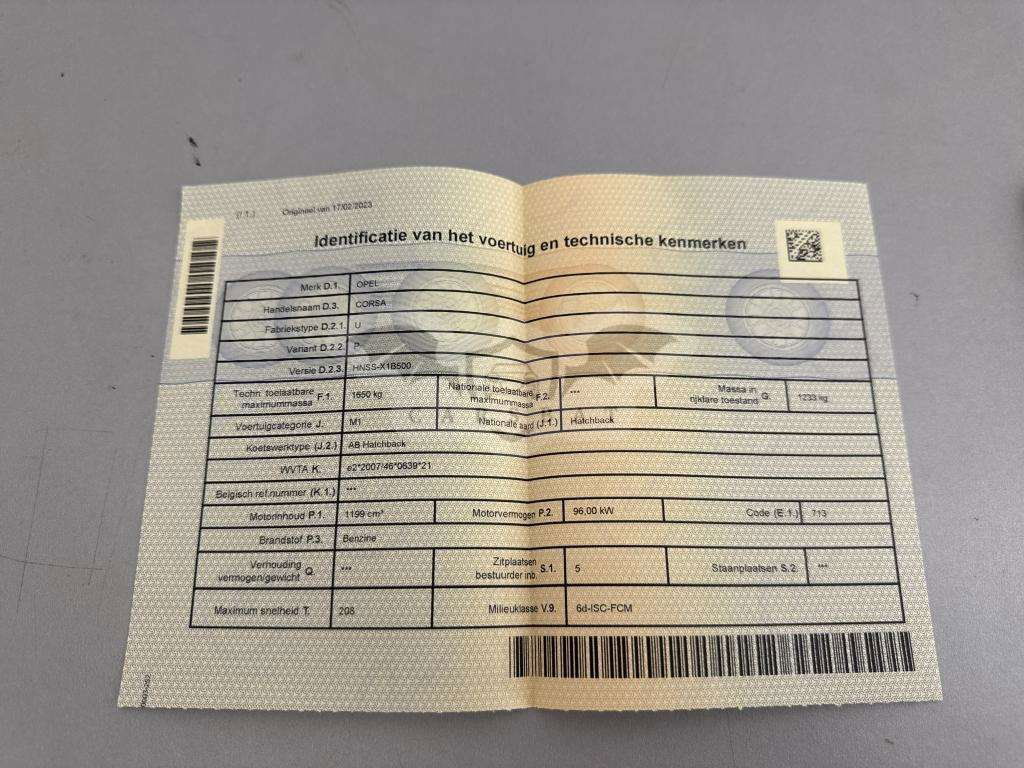 (7.1.) Origineel van 17/02/2023
Identificatie van het voertuig en technische kenmerken
Merk D.1. OPEL
Handelsnaam D.3. CORSA
Fabriekstype D.2.1. U
Variant D.2.2. P
Versie D.2.3. HNSS-X1B500
Techn. toelaatbare maximummassa F.1. 1650 kg Nationale toelaatbare maximummassa F.2. *** Massa in rijklare toestand G. 1233 kg
Voertuigcategorie J. M1 Nationale aard (J.1.) Hatchback
Koetswerktype (J.2.) AB Hatchback
WVTA K. e2*2007/46*0639*21
Belgisch ref.nummer (K.1.) ***
Motorinhoud P.1. 1199 cm³ Motorvermogen P.2. 96,00 kW Code (E.1.) 713
Brandstof P.3. Benzine
Verhouding vermogen/gewicht Q. *** Zitplaatsen bestuurder inb. S.1. 5 Staanplaatsen S.2. ***
Maximum snelheid T. 208 Milieuklasse V.9. 6d-ISC-FCM